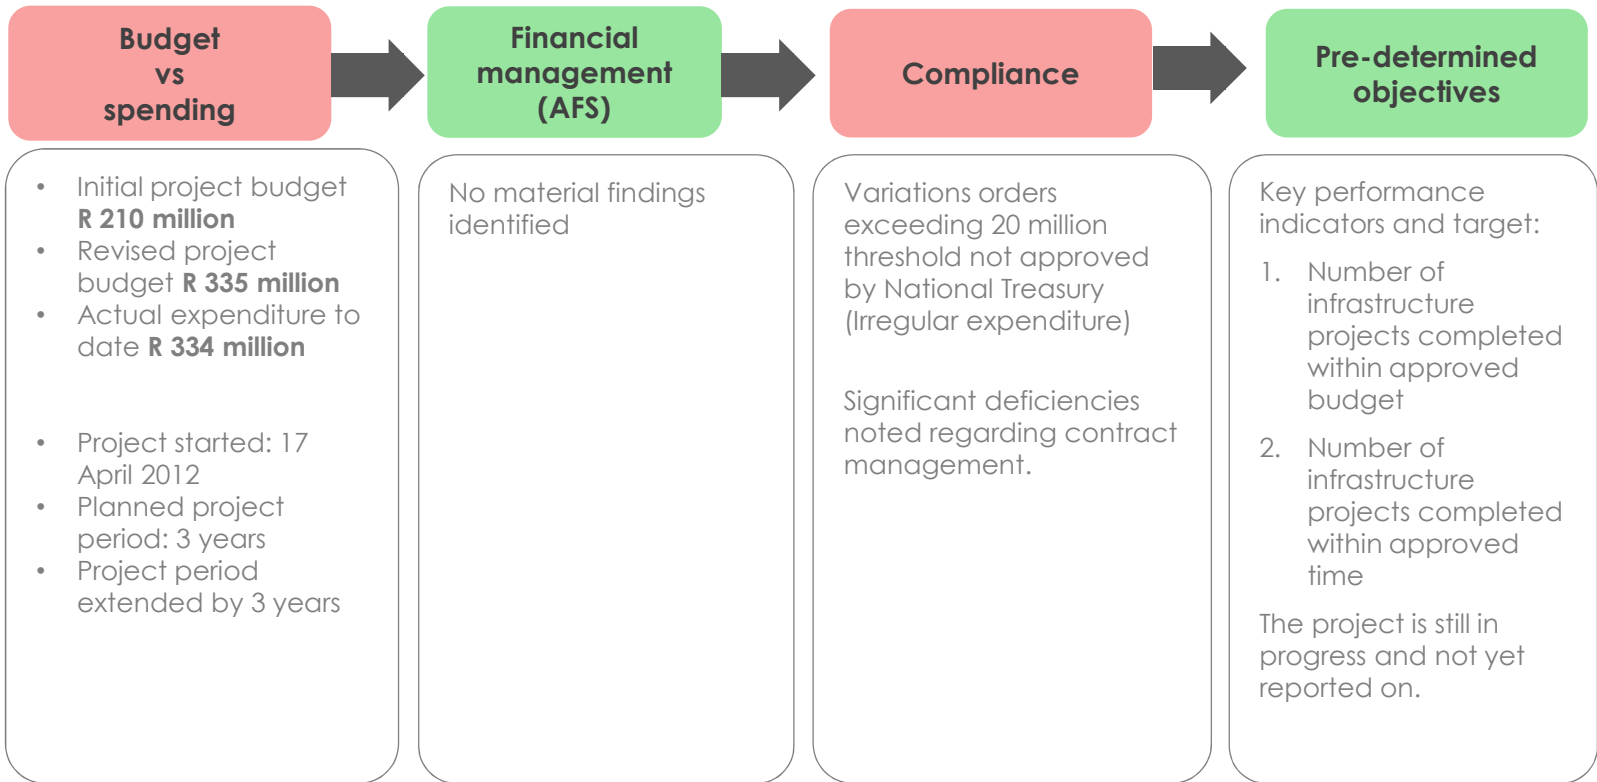 Budget
vs
spending
Financial
management
(AFS)
Compliance
Pre-determined
objectives
• Initial project budget
R 210 million
• Revised project
budget R 335 million
• Actual expenditure to
date R 334 million
• Project started: 17
April 2012
• Planned project
period: 3 years
• Project period
extended by 3 years
No material findings
identified
Variations orders
exceeding 20 million
threshold not approved
by National Treasury
(Irregular expenditure)
Significant deficiencies
noted regarding contract
management.
Key performance
indicators and target:
1. Number of
infrastructure
projects completed
within approved
budget
2. Number of
infrastructure
projects completed
within approved
time
The project is still in
progress and not yet
reported on.